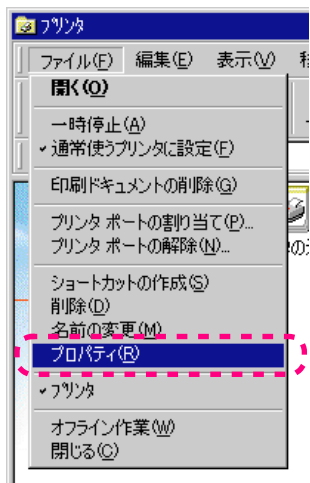 プリンタ
ファイル(F) 編集(E) 表示(V)
開く(O)
一時停止(A)
通常使うプリンタに設定(F)
印刷ドキュメントの削除(G)
プリンタ ポートの割り当て(P)...
プリンタ ポートの解除(N)...
ショートカットの作成(S)
削除(D)
名前の変更(M)
プロパティ(R)
プリンタ
オフライン作業(W)
閉じる(C)